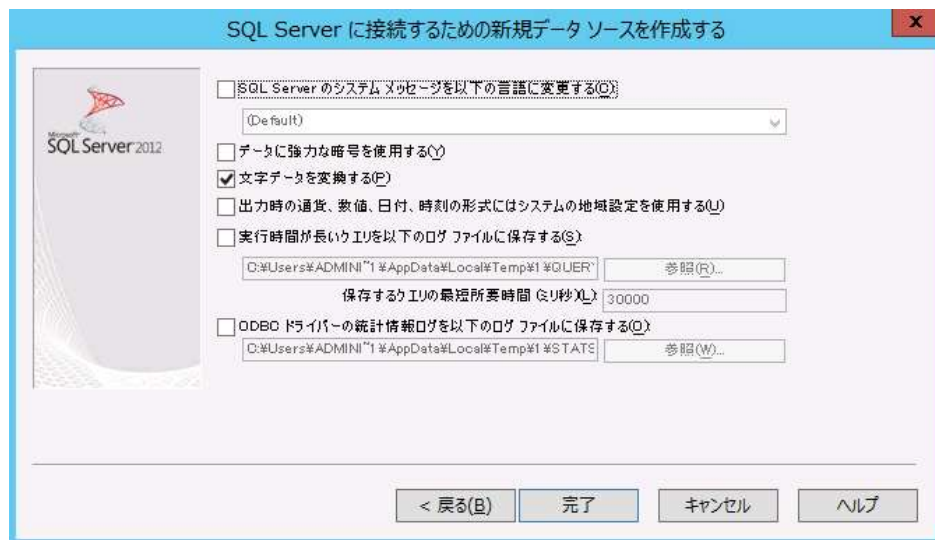 SQL Server に接続するための新規データ ソースを作成する
x
SQL Server のシステム メッセージを以下の言語に変更する(C):
(Default)
Microsoft
SQL Server 2012
データに強力な暗号を使用する(Y)
文字データを変換する(P)
出力時の通貨、数値、日付、時刻の形式にはシステムの地域設定を使用する(U)
実行時間が長いクエリを以下のログ ファイルに保存する(S):
C:¥Users¥ADMINI~1¥AppData¥Local¥Temp¥1¥QUERY
参照(R)...
保存するクエリの最短所要時間 (ミリ秒)(L):
30000
ODBC ドライバーの統計情報ログを以下のログ ファイルに保存する(O):
C:¥Users¥ADMINI~1¥AppData¥Local¥Temp¥1¥STATS
参照(W)...
< 戻る(B)
完了
キャンセル
ヘルプ